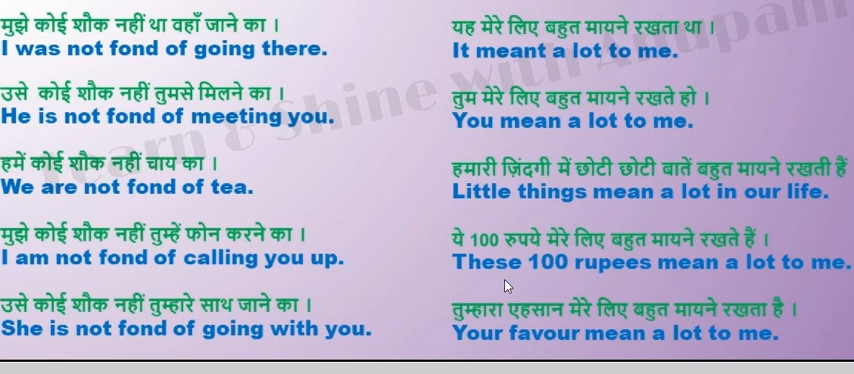 मुझे कोई शौक नहीं था वहाँ जाने का ।
I was not fond of going there.
उसे कोई शौक नहीं तुमसे मिलने का ।
He is not fond of meeting you.
हमें कोई शौक नहीं चाय का ।
We are not fond of tea.
मुझे कोई शौक नहीं तुम्हें फोन करने का ।
I am not fond of calling you up.
उसे कोई शौक नहीं तुम्हारे साथ जाने का ।
She is not fond of going with you.
यह मेरे लिए बहुत मायने रखता था ।
It meant a lot to me.
तुम मेरे लिए बहुत मायने रखते हो ।
You mean a lot to me.
हमारी ज़िंदगी में छोटी छोटी बातें बहुत मायने रखती हैं
Little things mean a lot in our life.
ये 100 रुपये मेरे लिए बहुत मायने रखते हैं ।
These 100 rupees mean a lot to me.
तुम्हारा एहसान मेरे लिए बहुत मायने रखता है ।
Your favour mean a lot to me.
Learn & Shine with Anupam